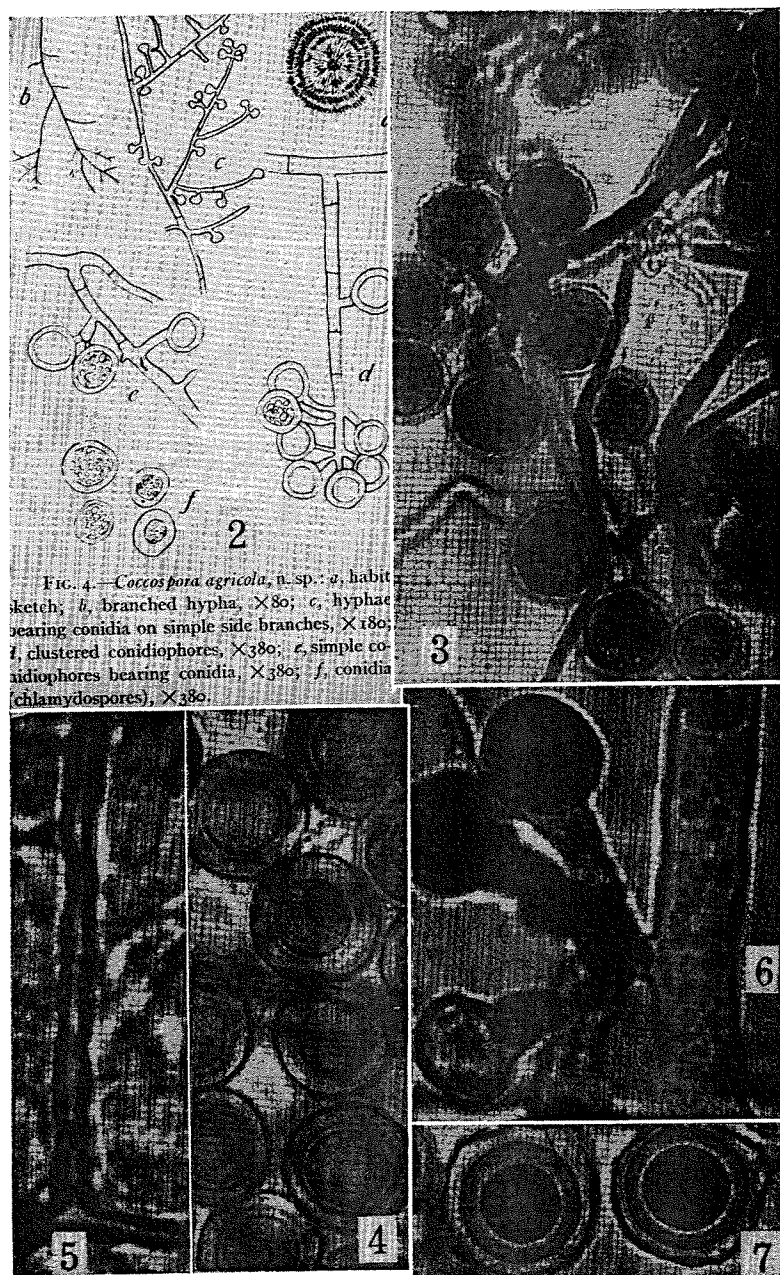 b
c
a
e
d
f
2
FIG. 4.—Coccospora agricola, n. sp.: a, habit
sketch; b, branched hypha, ×80; c, hyphae
bearing conidia on simple side branches, ×180;
d, clustered conidiophores, ×380; e, simple co-
nidiophores bearing conidia, ×380; f, conidia
(chlamydospores), ×380.
3
5
4
6
7